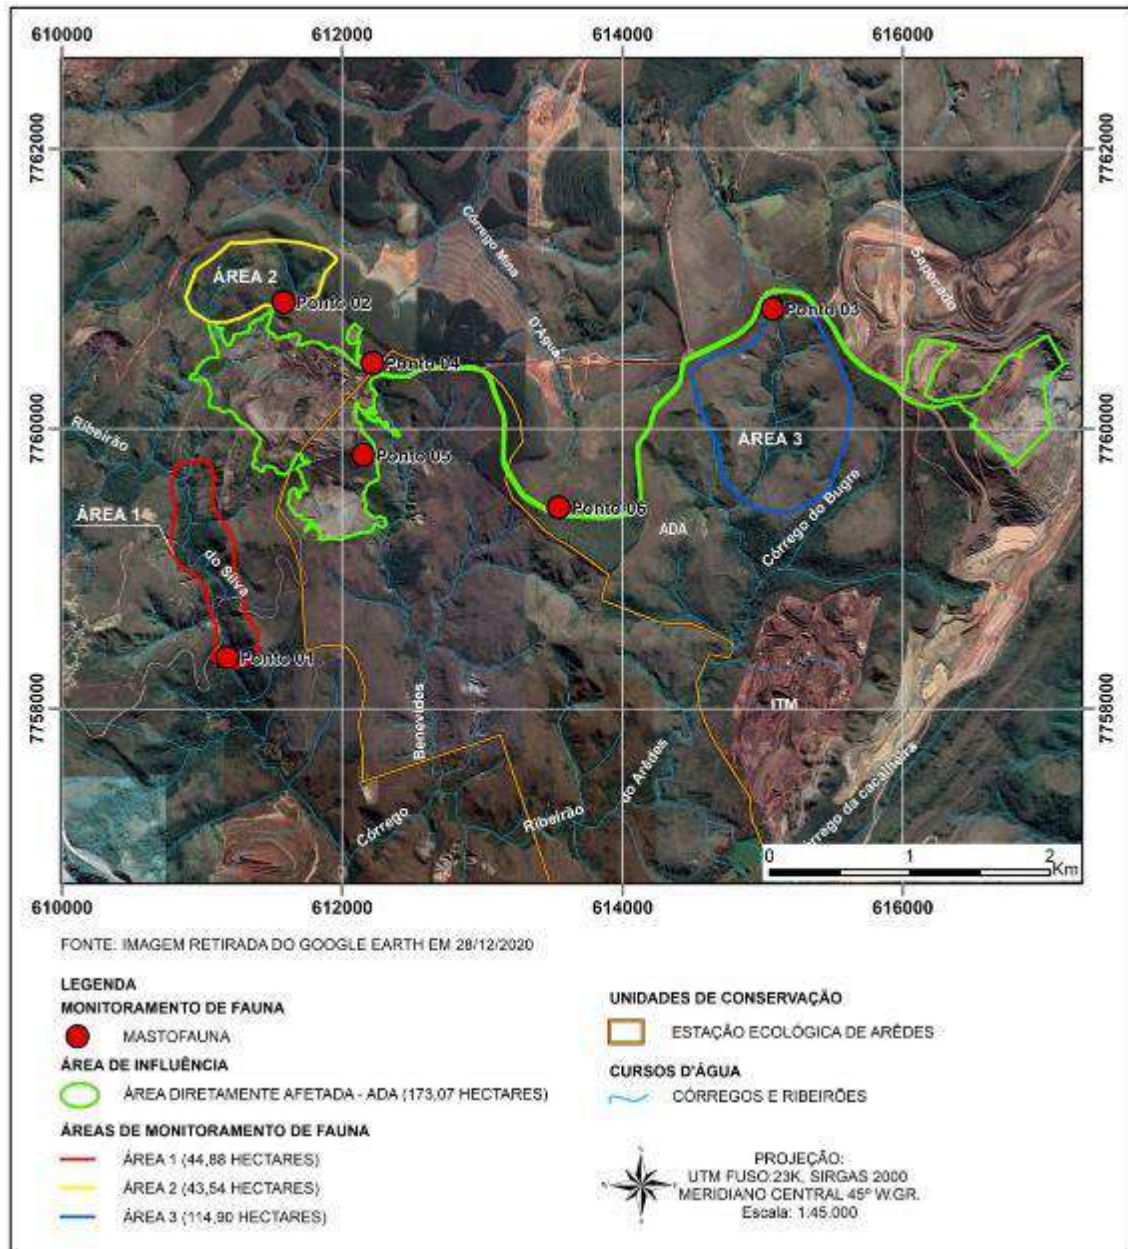 610000 612000 614000 616000
7762000
7762000
Córrego Mina
D'Água
Sapecado
ÁREA 2
Ponto 02
Ponto 03
Ponto 04
7760000
7760000
Ribeirão
Ponto 05
ÁREA 3
ÁREA 1
Ponto 06
ADA
Córrego do Bugre
do Silva
Ponto 01
7758000
7758000
Benevides
ITM
Córrego
Ribeirão
do Arêdes
Córrego da cacalheira
0 1 2
Km
610000 612000 614000 616000
FONTE: IMAGEM RETIRADA DO GOOGLE EARTH EM 28/12/2020
LEGENDA
MONITORAMENTO DE FAUNA
MASTOFAUNA
ÁREA DE INFLUÊNCIA
ÁREA DIRETAMENTE AFETADA - ADA (173,07 HECTARES)
ÁREAS DE MONITORAMENTO DE FAUNA
ÁREA 1 (44,88 HECTARES)
ÁREA 2 (43,54 HECTARES)
ÁREA 3 (114,90 HECTARES)
UNIDADES DE CONSERVAÇÃO
ESTAÇÃO ECOLÓGICA DE ARÊDES
CURSOS D'ÁGUA
CÓRREGOS E RIBEIRÕES
PROJEÇÃO:
UTM FUSO:23K, SIRGAS 2000
MERIDIANO CENTRAL 45º W.GR.
Escala: 1:45.000